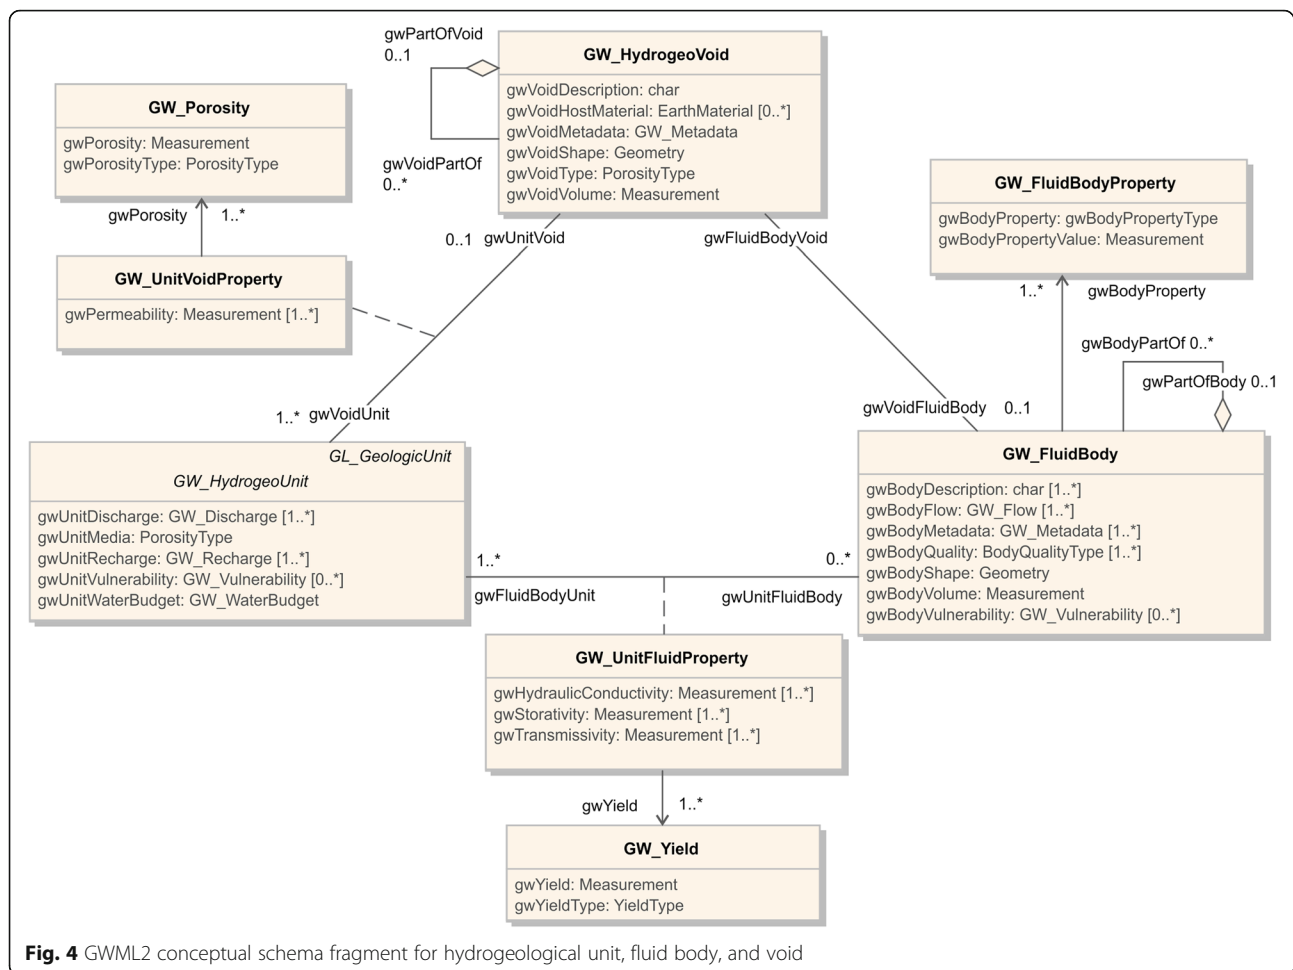 gwPartOfVoid
0..1
GW_HydrogeoVoid
gwVoidDescription: char
gwVoidHostMaterial: EarthMaterial [0..*]
gwVoidMetadata: GW_Metadata
gwVoidShape: Geometry
gwVoidType: PorosityType
gwVoidVolume: Measurement
gwVoidPartOf
0..*
GW_Porosity
gwPorosity: Measurement
gwPorosityType: PorosityType
gwPorosity 1..*
GW_UnitVoidProperty
gwPermeability: Measurement [1..*]
0..1 gwUnitVoid
gwFluidBodyVoid
GW_FluidBodyProperty
gwBodyProperty: gwBodyPropertyType
gwBodyPropertyValue: Measurement
1..* gwBodyProperty
gwBodyPartOf 0..*
gwPartOfBody 0..1
1..* gwVoidUnit
gwVoidFluidBody 0..1
GL_GeologicUnit
GW_HydrogeoUnit
gwUnitDischarge: GW_Discharge [1..*]
gwUnitMedia: PorosityType
gwUnitRecharge: GW_Recharge [1..*]
gwUnitVulnerability: GW_Vulnerability [0..*]
gwUnitWaterBudget: GW_WaterBudget
GW_FluidBody
gwBodyDescription: char [1..*]
gwBodyFlow: GW_Flow [1..*]
gwBodyMetadata: GW_Metadata [1..*]
gwBodyQuality: BodyQualityType [1..*]
gwBodyShape: Geometry
gwBodyVolume: Measurement
gwBodyVulnerability: GW_Vulnerability [0..*]
1..*
0..*
gwFluidBodyUnit
gwUnitFluidBody
GW_UnitFluidProperty
gwHydraulicConductivity: Measurement [1..*]
gwStorativity: Measurement [1..*]
gwTransmissivity: Measurement [1..*]
gwYield 1..*
GW_Yield
gwYield: Measurement
gwYieldType: YieldType
Fig. 4 GWML2 conceptual schema fragment for hydrogeological unit, fluid body, and void